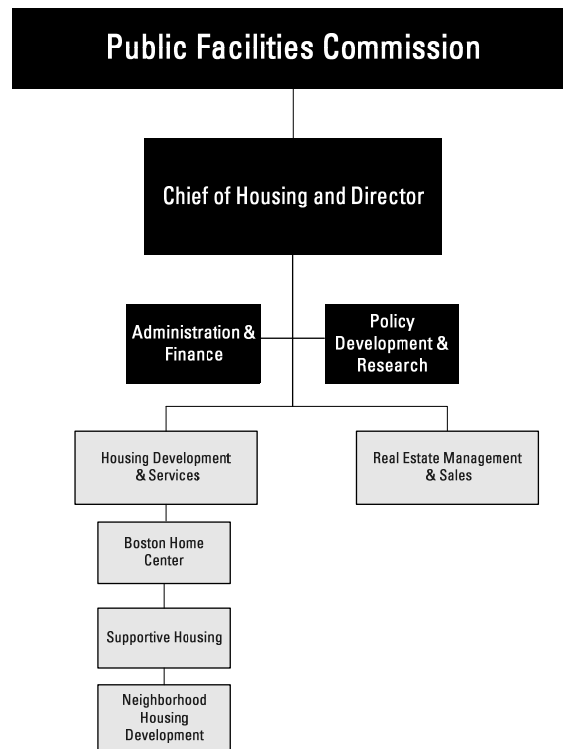 Public Facilities Commission
Chief of Housing and Director
Administration &
Finance
Policy
Development &
Research
Housing Development
& Services
Real Estate Management
& Sales
Boston Home
Center
Supportive Housing
Neighborhood
Housing
Development